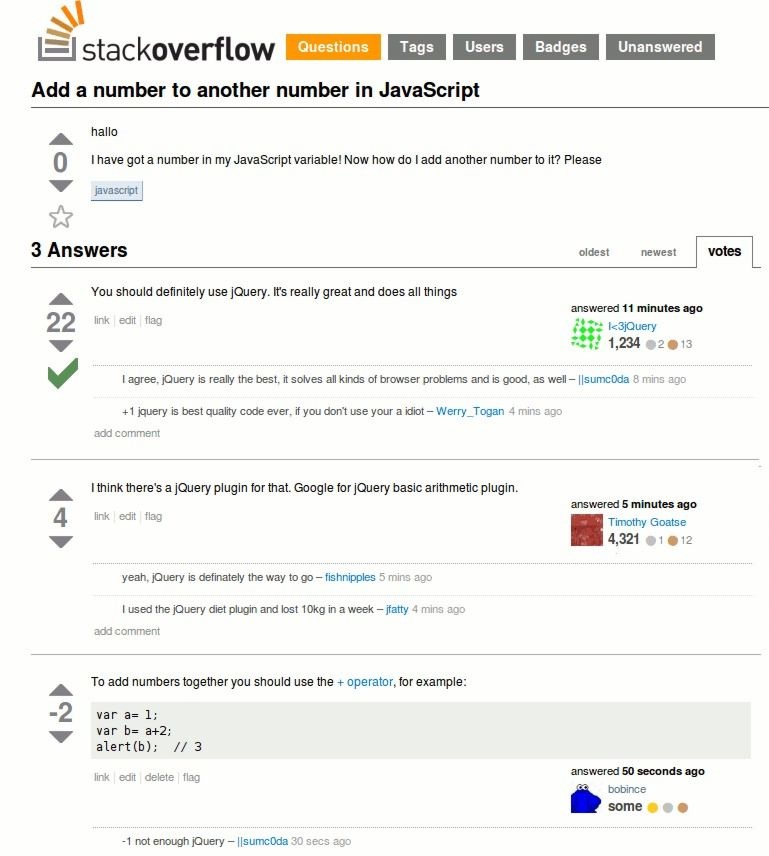 stackoverflow
Questions Tags Users Badges Unanswered
Add a number to another number in JavaScript
hallo
0
I have got a number in my JavaScript variable! Now how do I add another number to it? Please
javascript
3 Answers
oldest newest votes
You should definitely use jQuery. It's really great and does all things
22
link | edit | flag
answered 11 minutes ago
I<3jQuery
1,234 2 13
I agree, jQuery is really the best, it solves all kinds of browser problems and is good, as well – ||sumc0da 8 mins ago
+1 jquery is best quality code ever, if you don't use your a idiot – Werry_Togan 4 mins ago
add comment
I think there's a jQuery plugin for that. Google for jQuery basic arithmetic plugin.
4
link | edit | flag
answered 5 minutes ago
Timothy Goatse
4,321 1 12
yeah, jQuery is definately the way to go – fishnipples 5 mins ago
I used the jQuery diet plugin and lost 10kg in a week – jfatty 4 mins ago
add comment
To add numbers together you should use the + operator, for example:
-2
var a= 1;
var b= a+2;
alert(b);  // 3
link | edit | delete | flag
answered 50 seconds ago
bobince
some
-1 not enough jQuery – ||sumc0da 30 secs ago